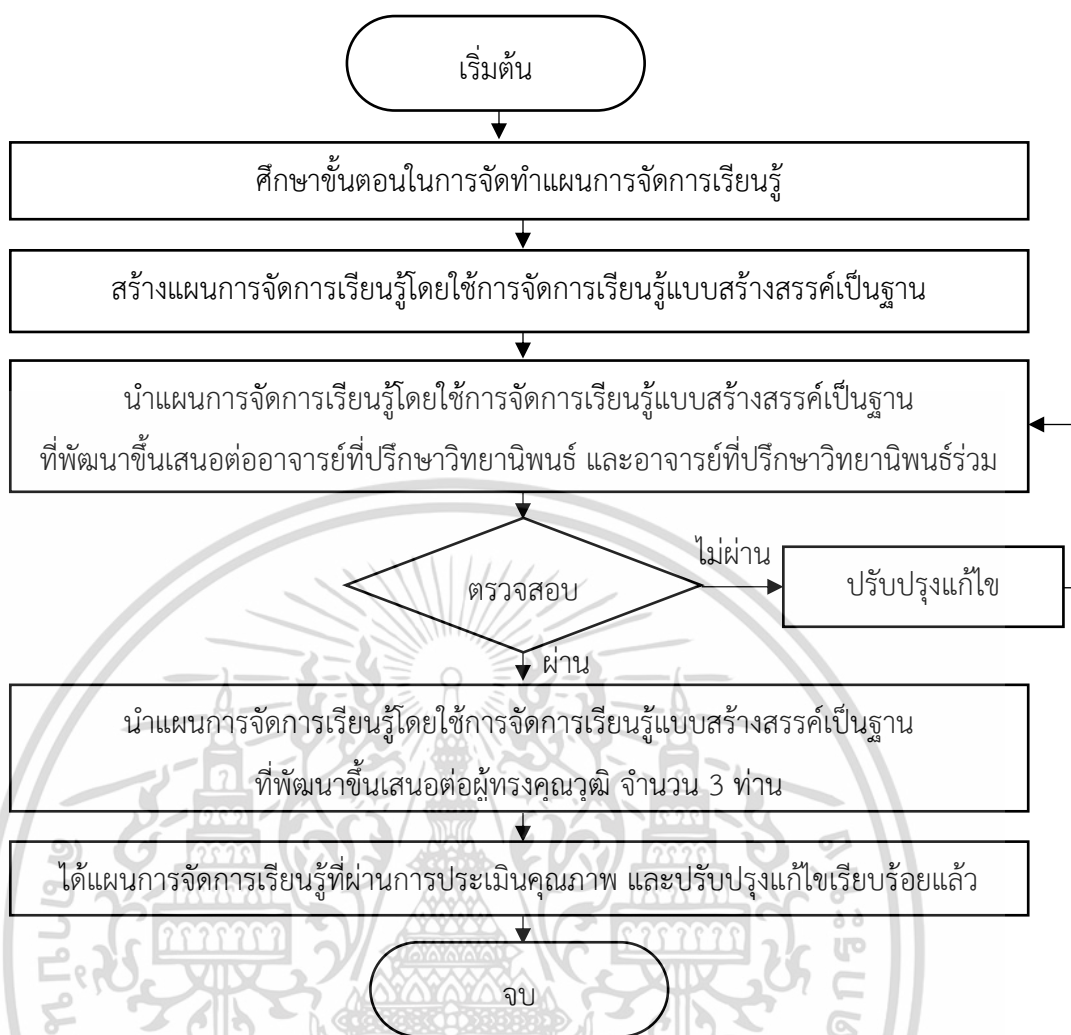 เริ่มต้น
ศึกษาขั้นตอนในการจัดทำแผนการจัดการเรียนรู้
สร้างแผนการจัดการเรียนรู้โดยใช้การจัดการเรียนรู้แบบสร้างสรรค์เป็นฐาน
นำแผนการจัดการเรียนรู้โดยใช้การจัดการเรียนรู้แบบสร้างสรรค์เป็นฐาน
ที่พัฒนาขึ้นเสนอต่ออาจารย์ที่ปรึกษาวิทยานิพนธ์ และอาจารย์ที่ปรึกษาวิทยานิพนธ์ร่วม
ตรวจสอบ
ไม่ผ่าน
ปรับปรุงแก้ไข
ผ่าน
นำแผนการจัดการเรียนรู้โดยใช้การจัดการเรียนรู้แบบสร้างสรรค์เป็นฐาน
ที่พัฒนาขึ้นเสนอต่อผู้ทรงคุณวุฒิ จำนวน 3 ท่าน
ได้แผนการจัดการเรียนรู้ที่ผ่านการประเมินคุณภาพ และปรับปรุงแก้ไขเรียบร้อยแล้ว
จบ